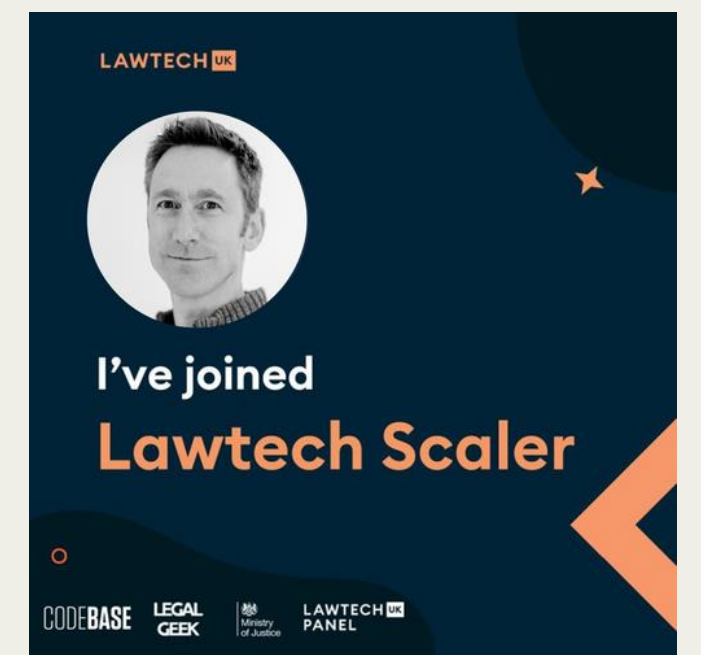 LAWTECH UK
I've joined
Lawtech Scaler
CODEBASE
LEGAL
GEEK
Ministry
of Justice
LAWTECH UK
PANEL